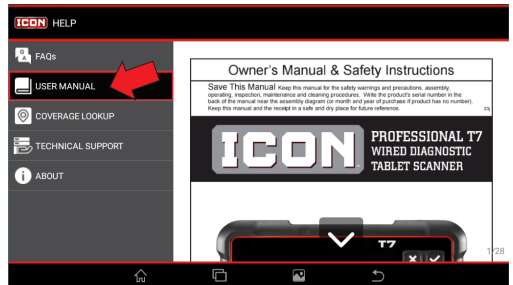 ICON HELP
FAQs
USER MANUAL
COVERAGE LOOKUP
TECHNICAL SUPPORT
ABOUT
Owner's Manual & Safety Instructions
Save This Manual Keep this manual for the safety warnings and precautions, assembly,
operating, inspection, maintenance and cleaning procedures. Write the product's serial number in the
back of the manual near the assembly diagram (or month and year of purchase if product has no number).
Keep this manual and the receipt in a safe and dry place for future reference.
ICON
PROFESSIONAL T7
WIRED DIAGNOSTIC
TABLET SCANNER
T7
1/28